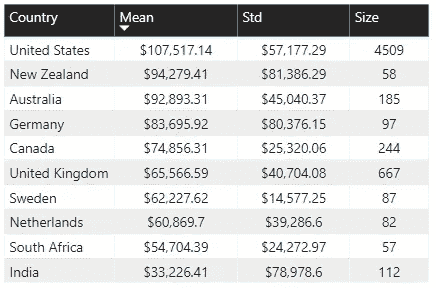 Country Mean Std Size
United States $107,517.14 $57,177.29 4509
New Zealand $94,279.41 $81,386.29 58
Australia $92,893.31 $45,040.37 185
Germany $83,695.92 $80,376.15 97
Canada $74,856.31 $25,320.06 244
United Kingdom $65,566.59 $40,704.08 667
Sweden $62,227.62 $14,577.25 87
Netherlands $60,869.7 $39,286.6 82
South Africa $54,704.39 $24,272.97 57
India $33,226.41 $78,978.6 112